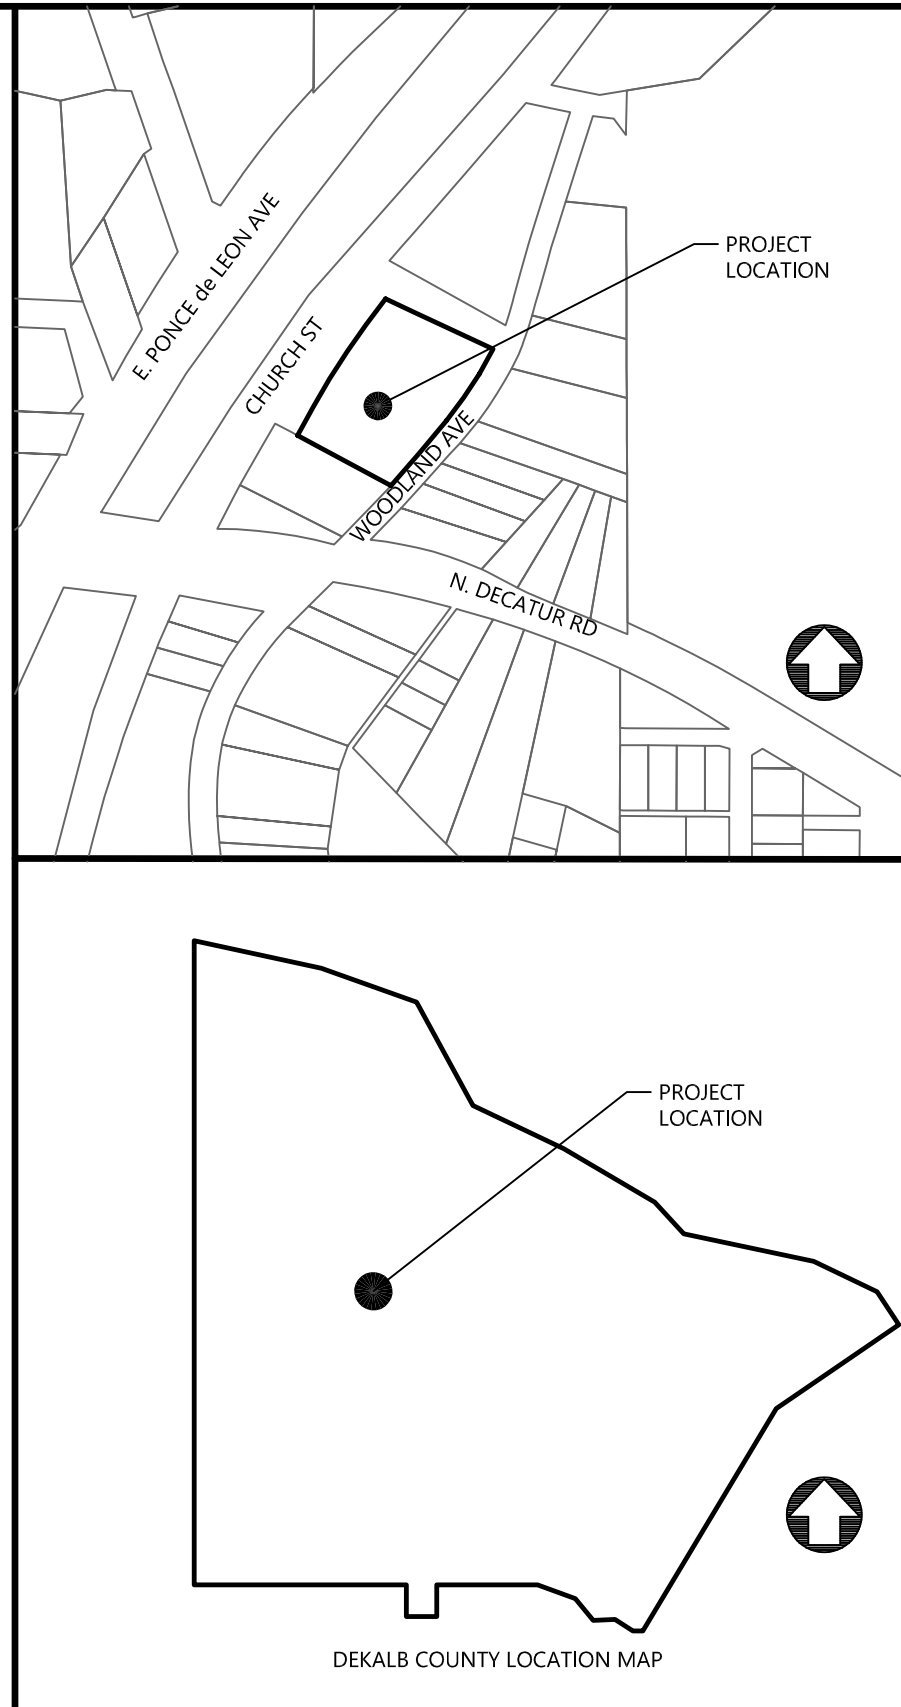 E. PONCE de LEON AVE
PROJECT
LOCATION
CHURCH ST
WOODLAND AVE
N. DECATUR RD
PROJECT
LOCATION
DEKALB COUNTY LOCATION MAP